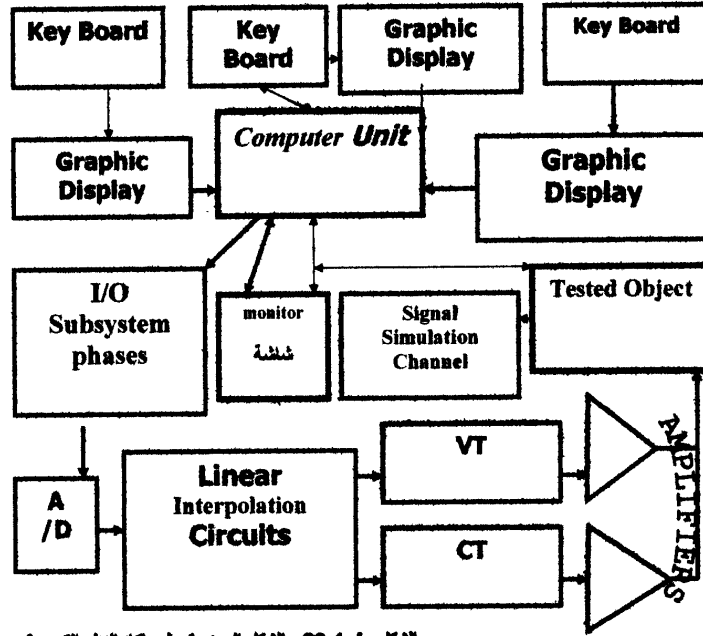 Key Board
Key
Board
Graphic
Display
Key Board
Computer Unit
Graphic
Display
Graphic
Display
I/O
Subsystem
phases
monitor
شاشة
Signal
Simulation
Channel
Tested Object
A
/D
Linear
Interpolation
Circuits
VT
CT
AMPLIFIERS